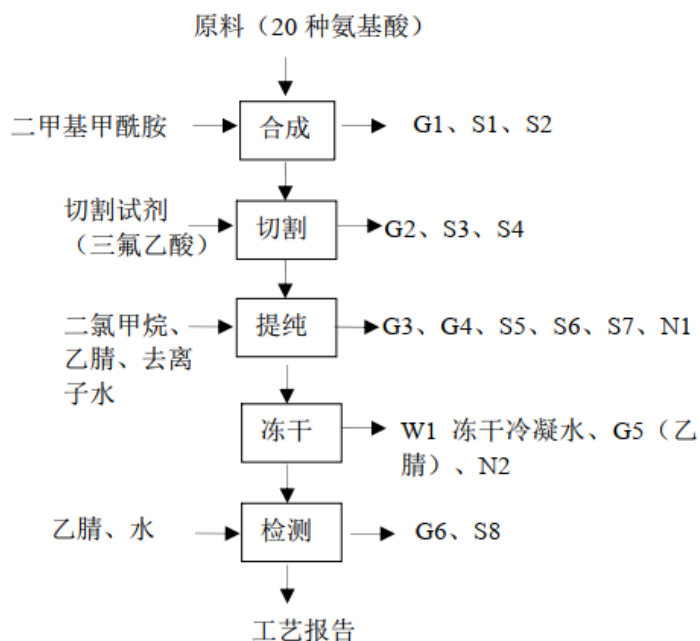 原料（20 种氨基酸）
二甲基甲酰胺
合成
G1、S1、S2
切割试剂
（三氟乙酸）
切割
G2、S3、S4
二氯甲烷、
乙腈、去离
子水
提纯
G3、G4、S5、S6、S7、N1
冻干
W1 冻干冷凝水、G5（乙
腈）、N2
乙腈、水
检测
G6、S8
工艺报告